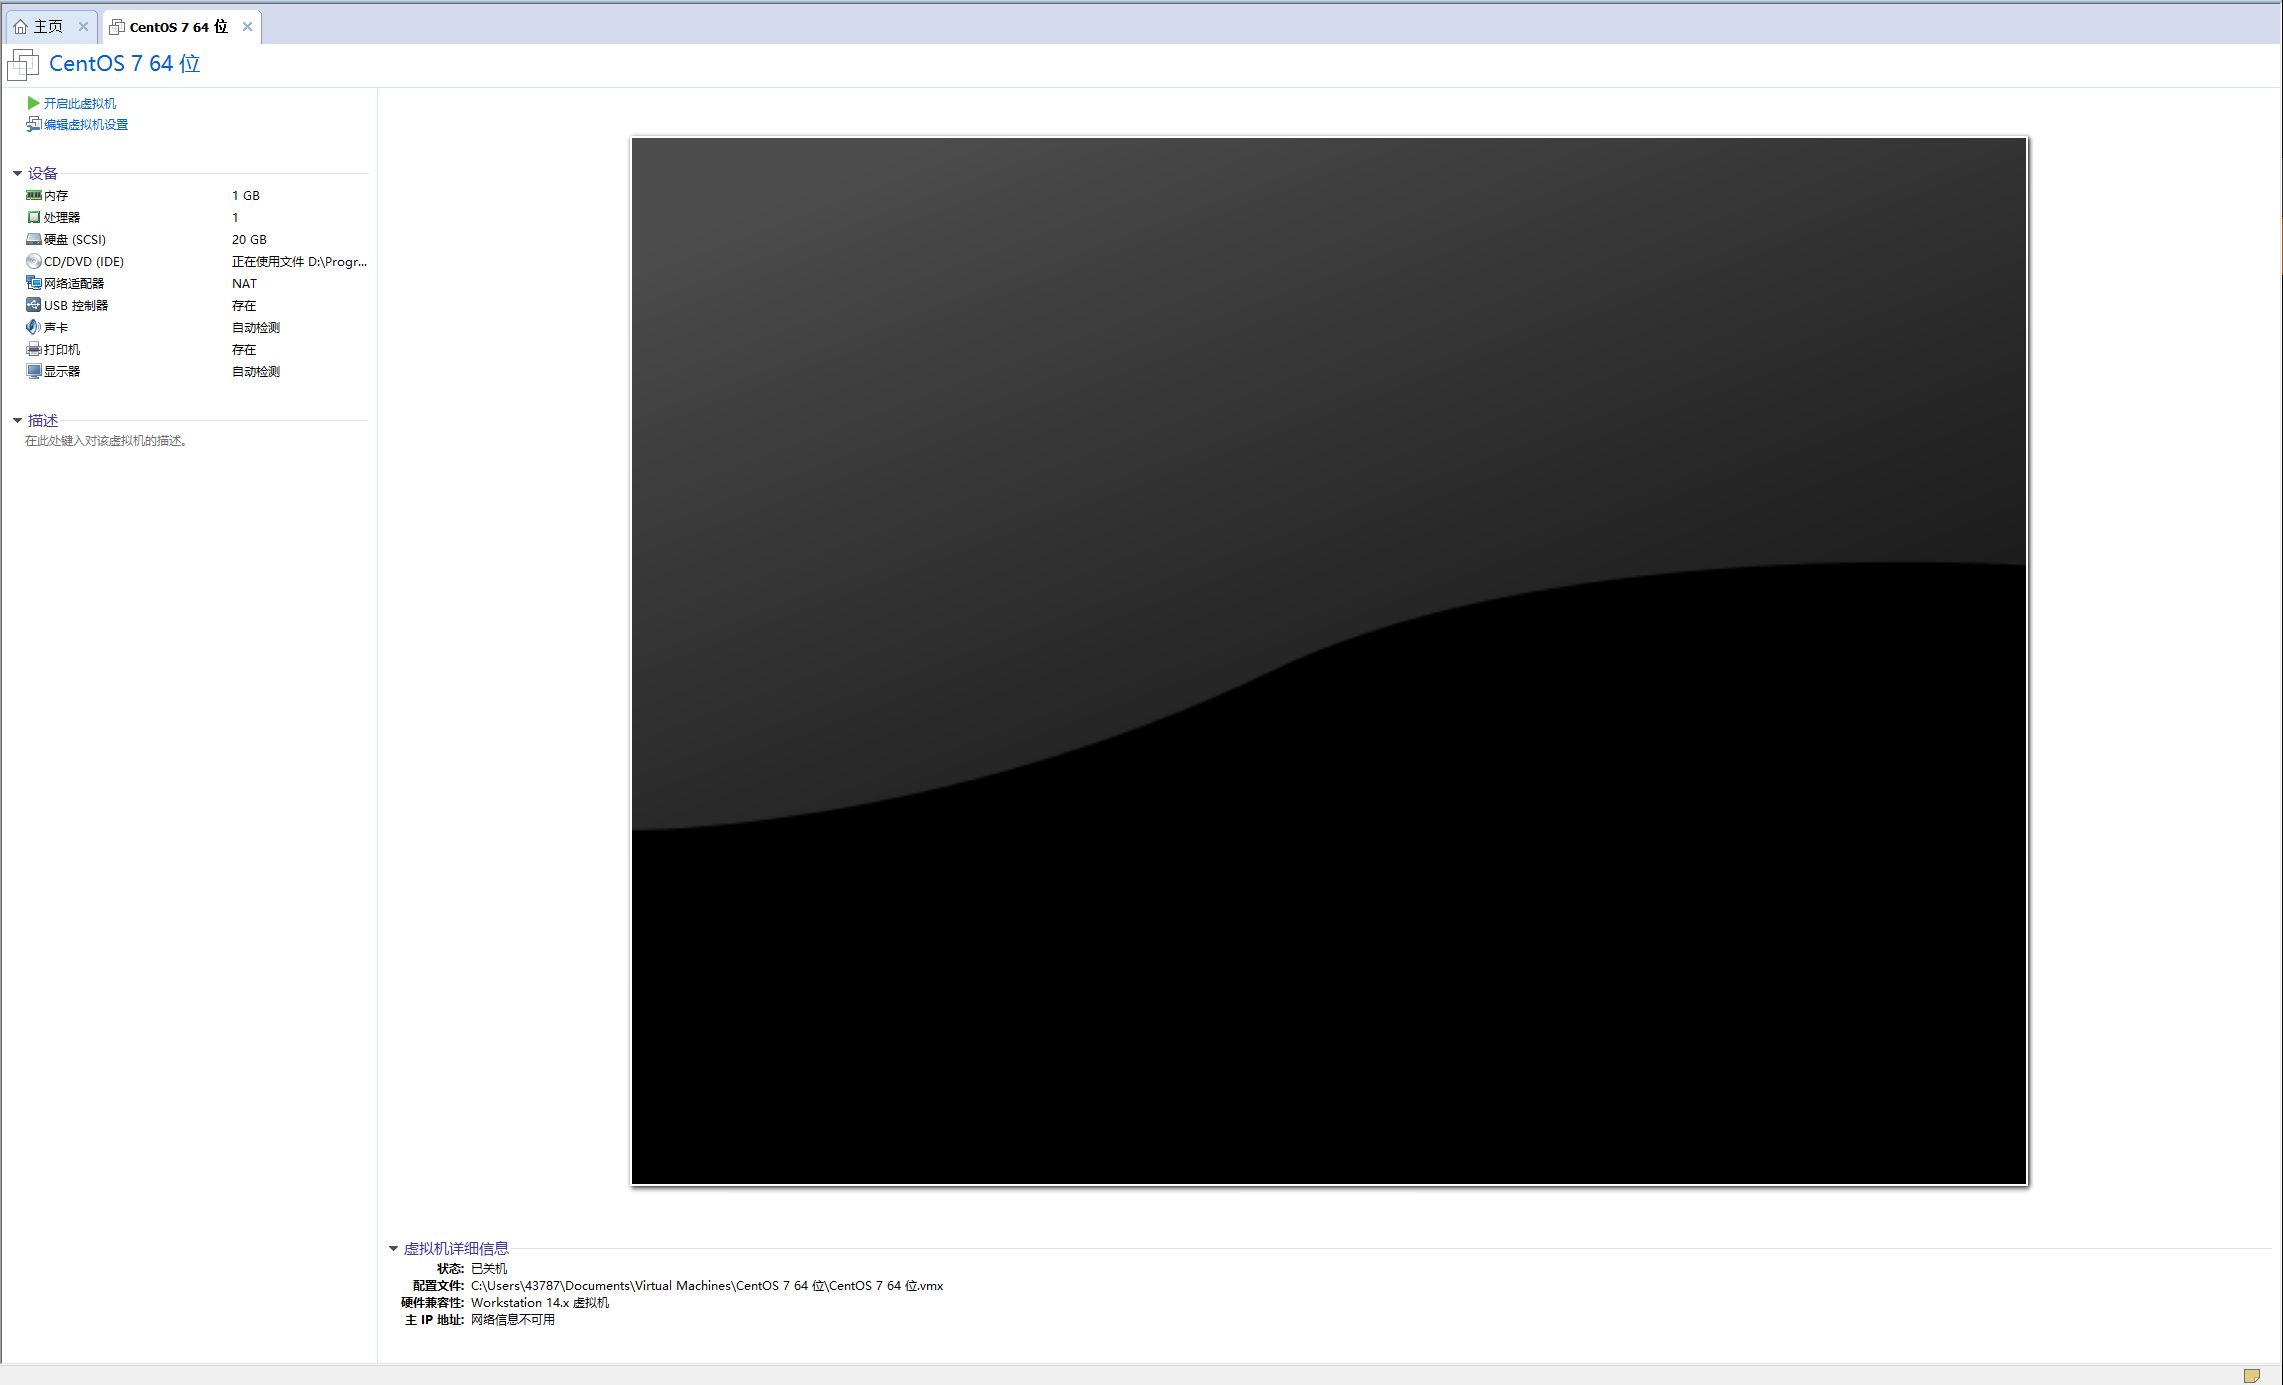 主页
CentOS 7 64 位
CentOS 7 64 位
开启此虚拟机
编辑虚拟机设置
设备
内存 1 GB
处理器 1
硬盘 (SCSI) 20 GB
CD/DVD (IDE) 正在使用文件 D:\Progr...
网络适配器 NAT
USB 控制器 存在
声卡 自动检测
打印机 存在
显示器 自动检测
描述
在此处键入对该虚拟机的描述。
虚拟机详细信息
状态: 已关机
配置文件: C:\Users\43787\Documents\Virtual Machines\CentOS 7 64 位\CentOS 7 64 位.vmx
硬件兼容性: Workstation 14.x 虚拟机
主 IP 地址: 网络信息不可用